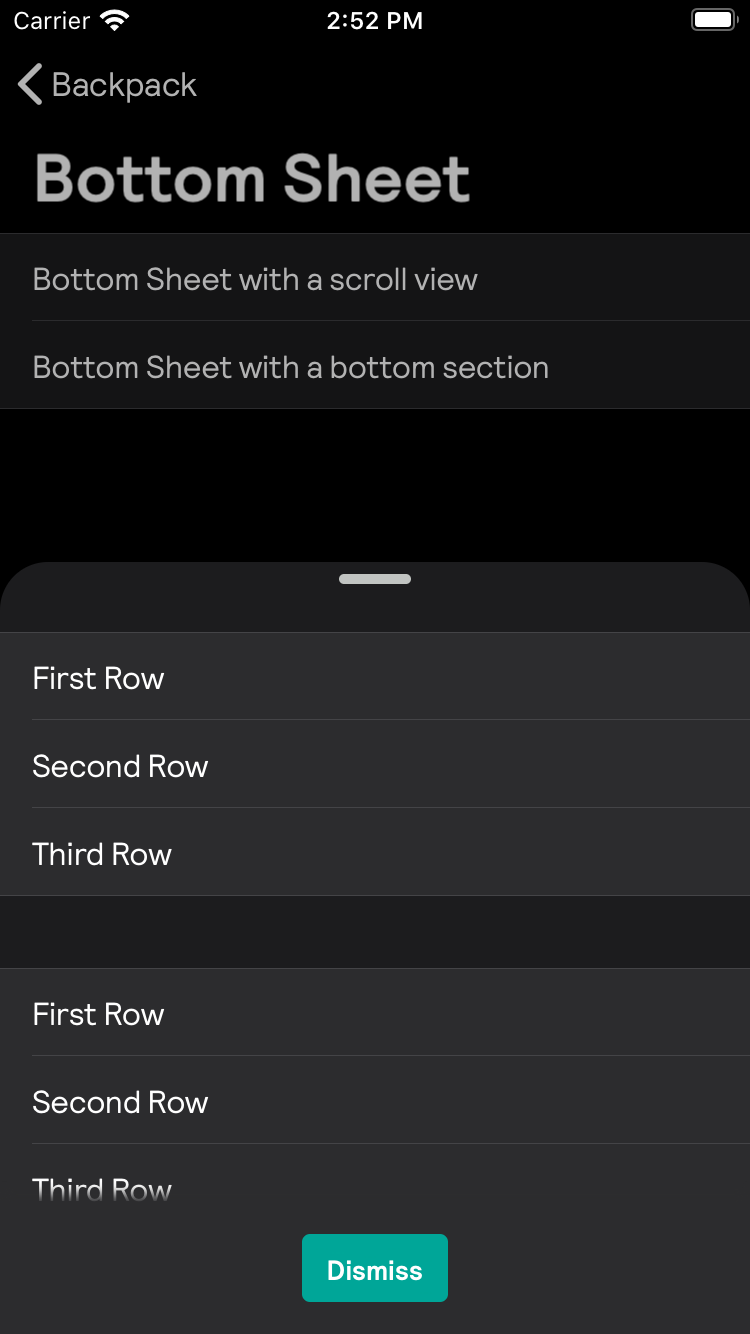 Carrier 2:52 PM
Backpack
Bottom Sheet
Bottom Sheet with a scroll view
Bottom Sheet with a bottom section
First Row
Second Row
Third Row
First Row
Second Row
Third Row
Dismiss